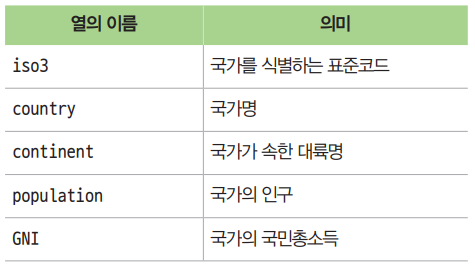 열의 이름 의미
iso3 국가를 식별하는 표준코드
country 국가명
continent 국가가 속한 대륙명
population 국가의 인구
GNI 국가의 국민총소득